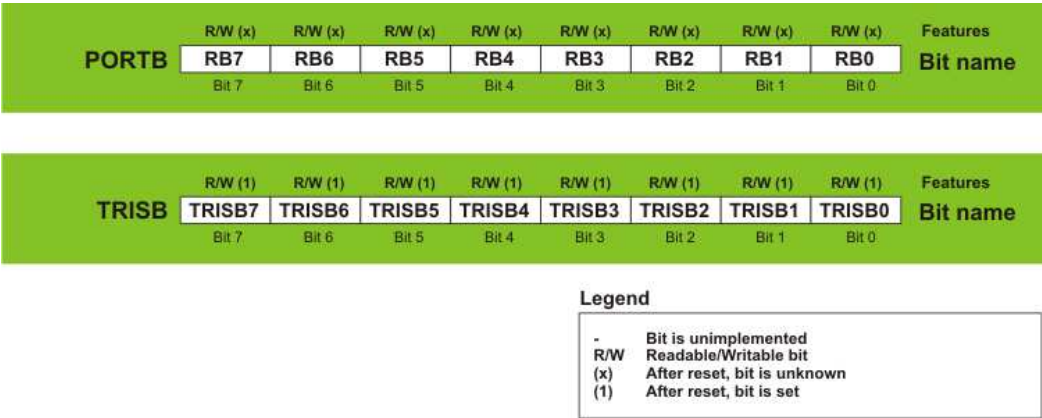 R/W (x) R/W (x) R/W (x) R/W (x) R/W (x) R/W (x) R/W (x) R/W (x) Features
PORTB RB7 RB6 RB5 RB4 RB3 RB2 RB1 RB0 Bit name
Bit 7 Bit 6 Bit 5 Bit 4 Bit 3 Bit 2 Bit 1 Bit 0
R/W (1) R/W (1) R/W (1) R/W (1) R/W (1) R/W (1) R/W (1) R/W (1) Features
TRISB TRISB7 TRISB6 TRISB5 TRISB4 TRISB3 TRISB2 TRISB1 TRISB0 Bit name
Bit 7 Bit 6 Bit 5 Bit 4 Bit 3 Bit 2 Bit 1 Bit 0
Legend
- Bit is unimplemented
R/W Readable/Writable bit
(x) After reset, bit is unknown
(1) After reset, bit is set